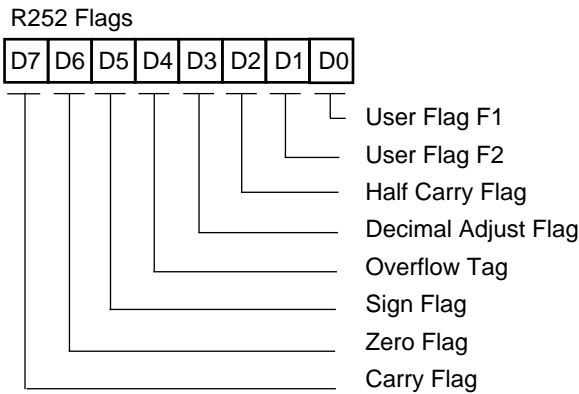 R252 Flags
D7 D6 D5 D4 D3 D2 D1 D0
User Flag F1
User Flag F2
Half Carry Flag
Decimal Adjust Flag
Overflow Tag
Sign Flag
Zero Flag
Carry Flag